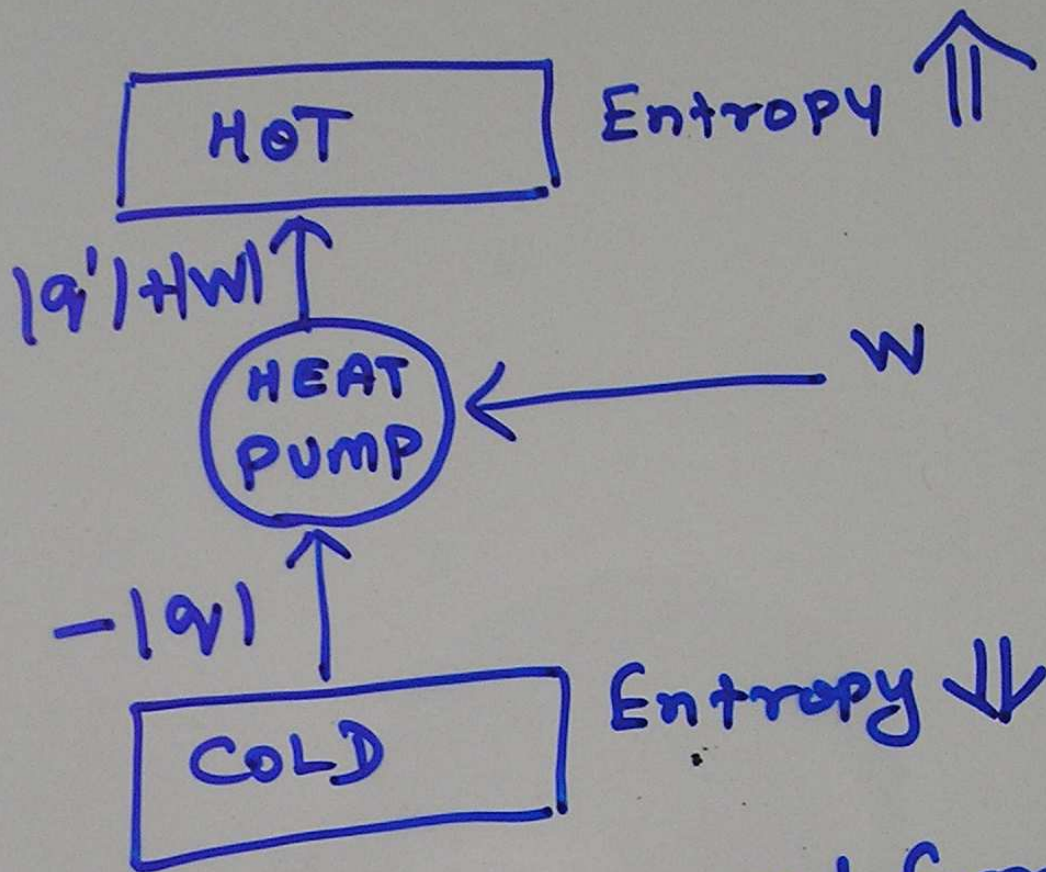 HOT
Entropy ⇑
|q'|+|W|
HEAT
PUMP
W
-|q|
COLD
Entropy ⇓